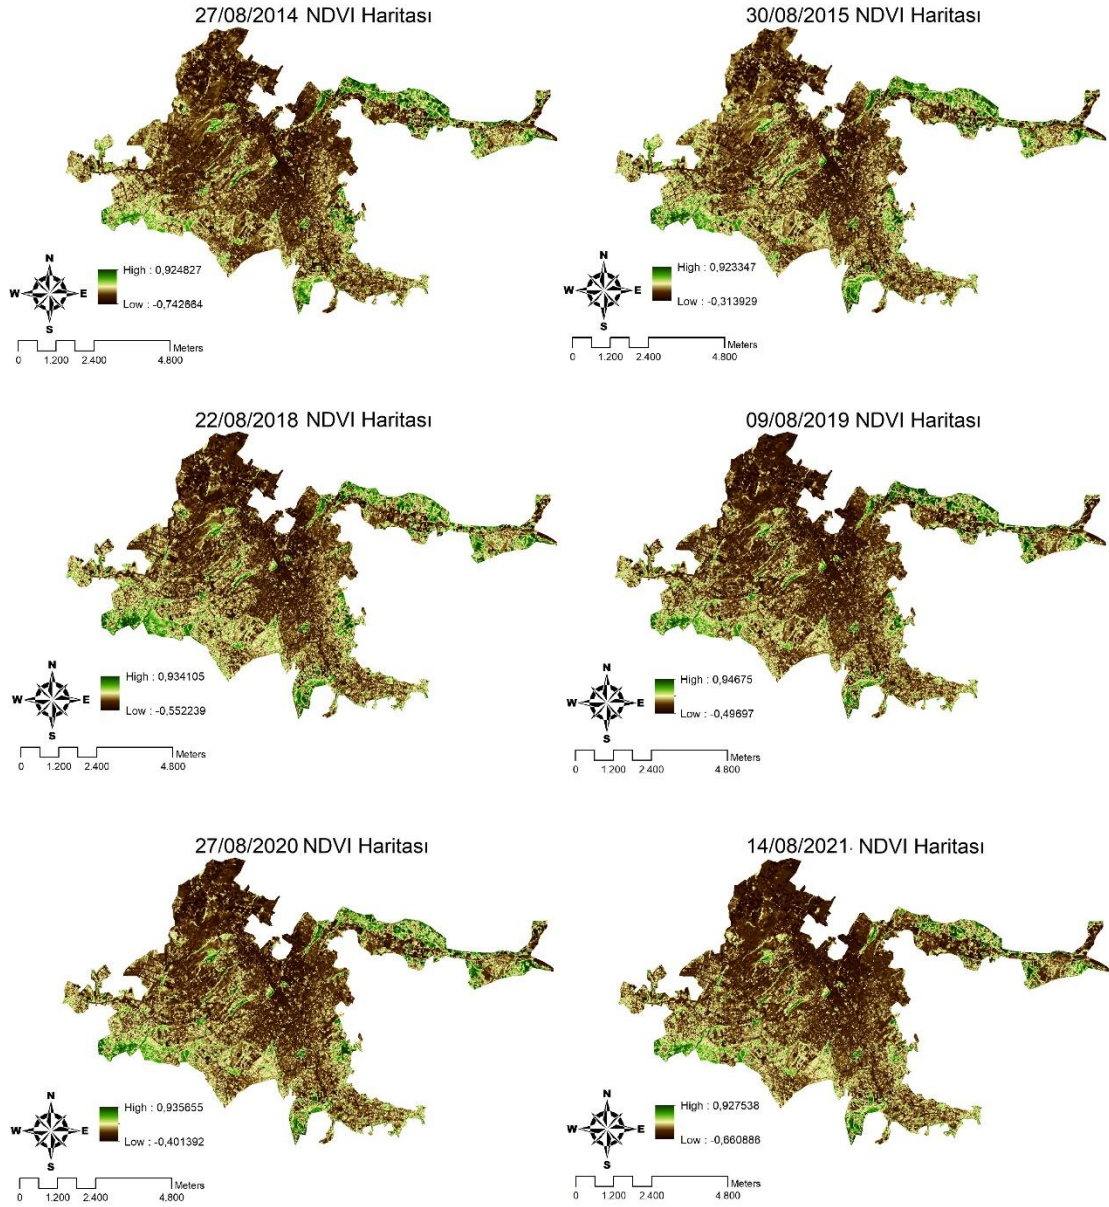 27/08/2014 NDVI Haritası
30/08/2015 NDVI Haritası
N
W
E
S
High : 0,924827
Low : -0,742664
Meters
0 1.200 2.400 4.800
N
W
E
S
High : 0,923347
Low : -0,313929
Meters
0 1.200 2.400 4.800
22/08/2018 NDVI Haritası
09/08/2019 NDVI Haritası
N
W
E
S
High : 0,934105
Low : -0,552239
Meters
0 1.200 2.400 4.800
N
W
E
S
High : 0,94675
Low : -0,49697
Meters
0 1.200 2.400 4.800
27/08/2020 NDVI Haritası
14/08/2021. NDVI Haritası
N
W
E
S
High : 0,935655
Low : -0,401392
Meters
0 1.200 2.400 4.800
N
W
E
S
High : 0,927538
Low : -0,660886
Meters
0 1.200 2.400 4.800